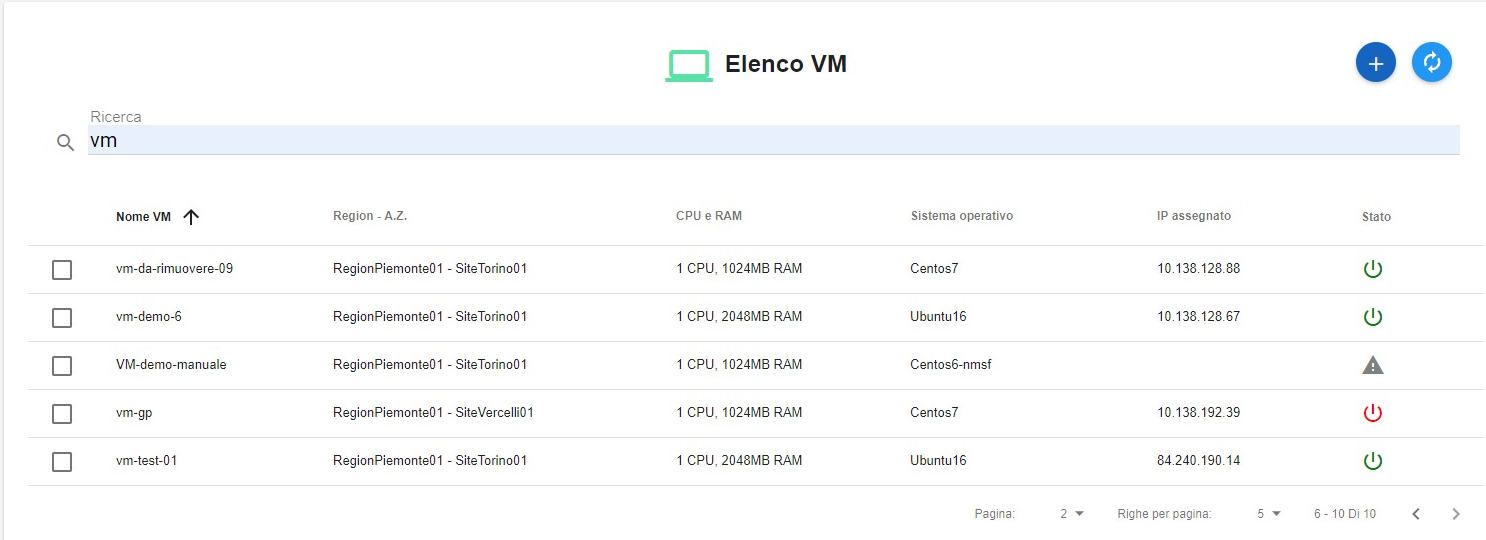 Elenco VM
Ricerca
vm
Nome VM Region - A.Z. CPU e RAM Sistema operativo IP assegnato Stato
vm-da-rimuovere-09 RegionPiemonte01 - SiteTorino01 1 CPU, 1024MB RAM Centos7 10.138.128.88
vm-demo-6 RegionPiemonte01 - SiteTorino01 1 CPU, 2048MB RAM Ubuntu16 10.138.128.67
VM-demo-manuale RegionPiemonte01 - SiteTorino01 1 CPU, 1024MB RAM Centos6-nmsf
vm-gp RegionPiemonte01 - SiteVercelli01 1 CPU, 1024MB RAM Centos7 10.138.192.39
vm-test-01 RegionPiemonte01 - SiteTorino01 1 CPU, 2048MB RAM Ubuntu16 84.240.190.14
Pagina: 2 Righe per pagina: 5 6 - 10 Di 10